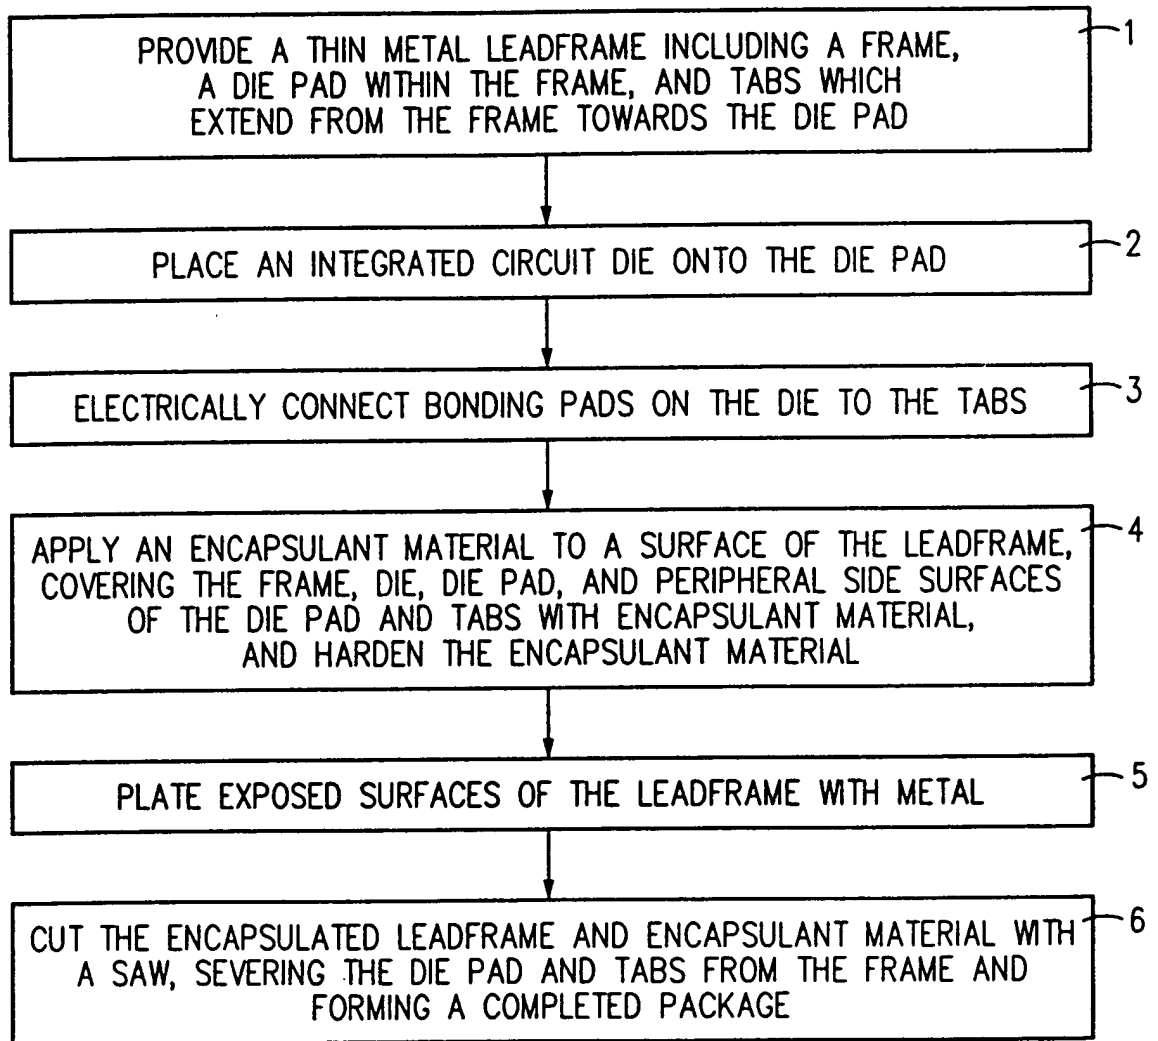 PROVIDE A THIN METAL LEADFRAME INCLUDING A FRAME,
A DIE PAD WITHIN THE FRAME, AND TABS WHICH
EXTEND FROM THE FRAME TOWARDS THE DIE PAD
1
PLACE AN INTEGRATED CIRCUIT DIE ONTO THE DIE PAD
2
ELECTRICALLY CONNECT BONDING PADS ON THE DIE TO THE TABS
3
APPLY AN ENCAPSULANT MATERIAL TO A SURFACE OF THE LEADFRAME,
COVERING THE FRAME, DIE, DIE PAD, AND PERIPHERAL SIDE SURFACES
OF THE DIE PAD AND TABS WITH ENCAPSULANT MATERIAL,
AND HARDEN THE ENCAPSULANT MATERIAL
4
PLATE EXPOSED SURFACES OF THE LEADFRAME WITH METAL
5
CUT THE ENCAPSULATED LEADFRAME AND ENCAPSULANT MATERIAL WITH
A SAW, SEVERING THE DIE PAD AND TABS FROM THE FRAME AND
FORMING A COMPLETED PACKAGE
6